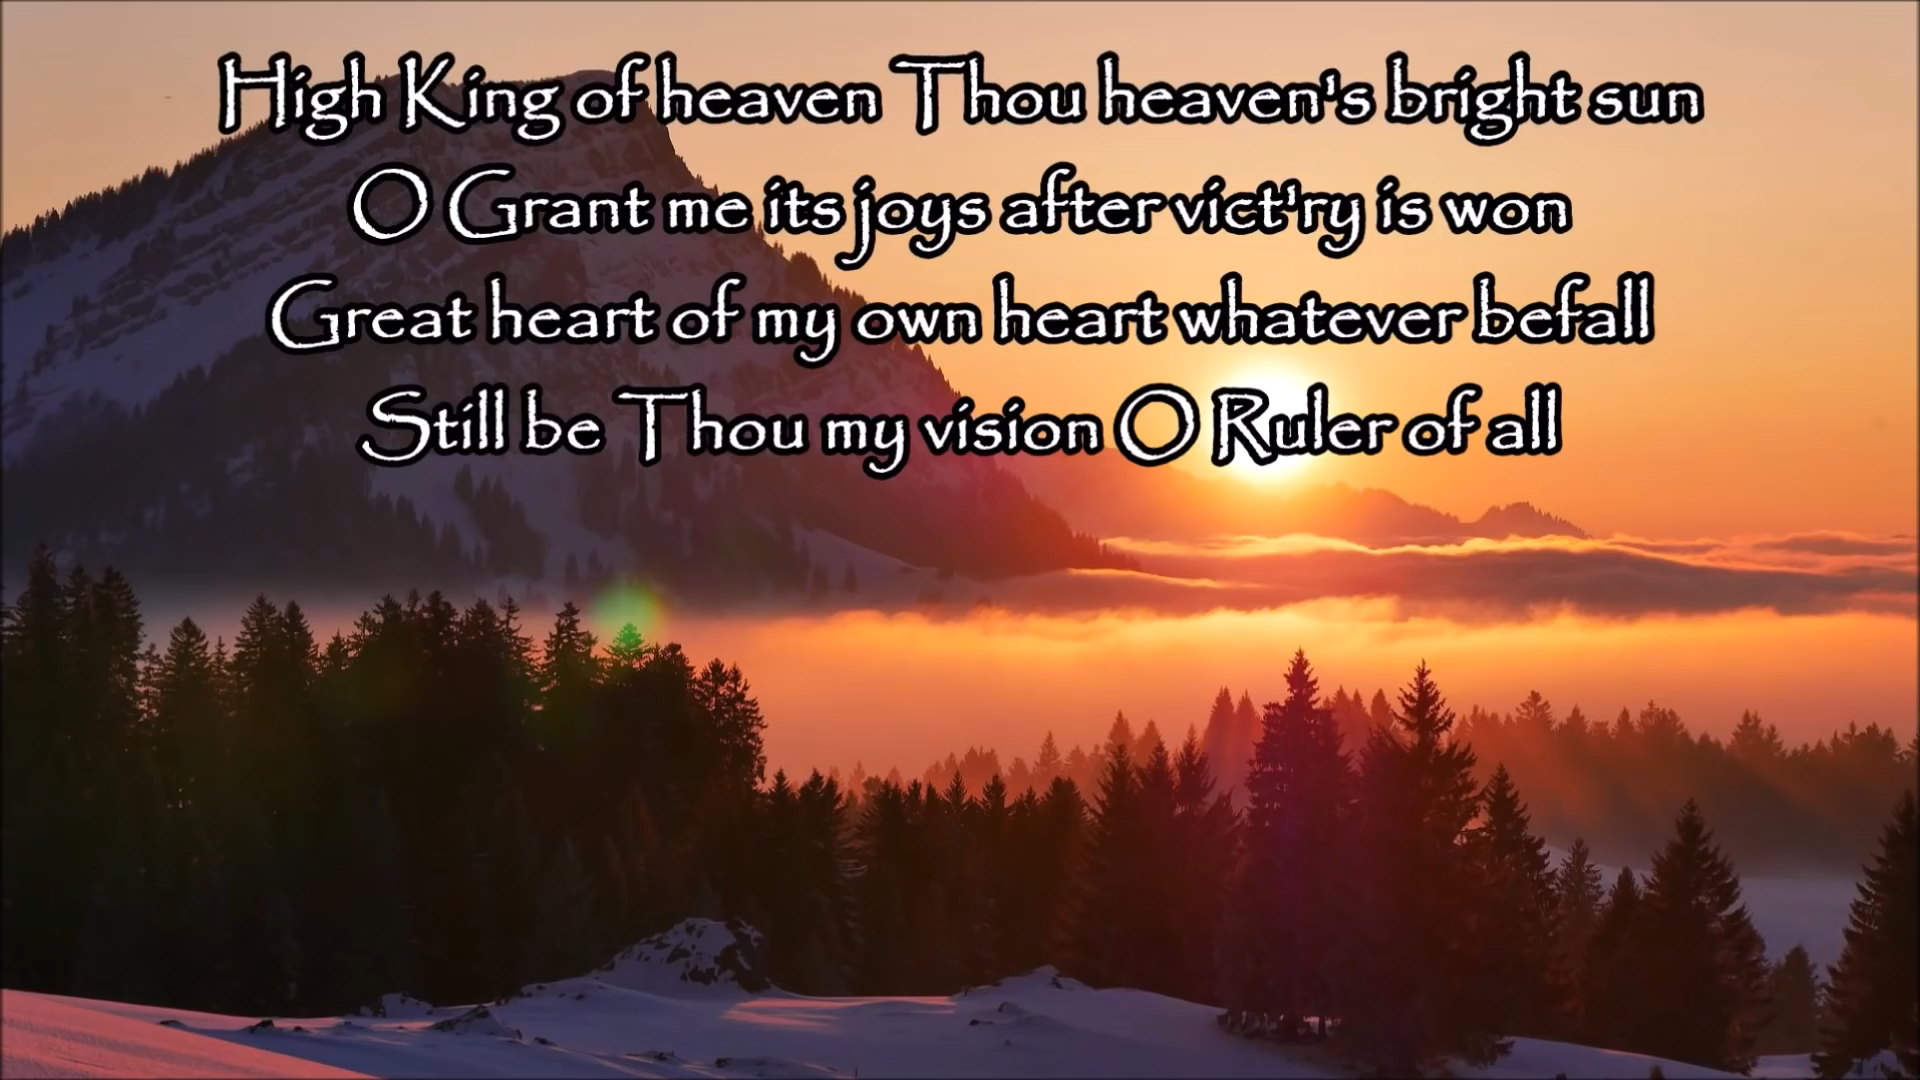 High King of heaven Thou heaven's bright sun
O Grant me its joys after vict'ry is won
Great heart of my own heart whatever befall
Still be Thou my vision O Ruler of all